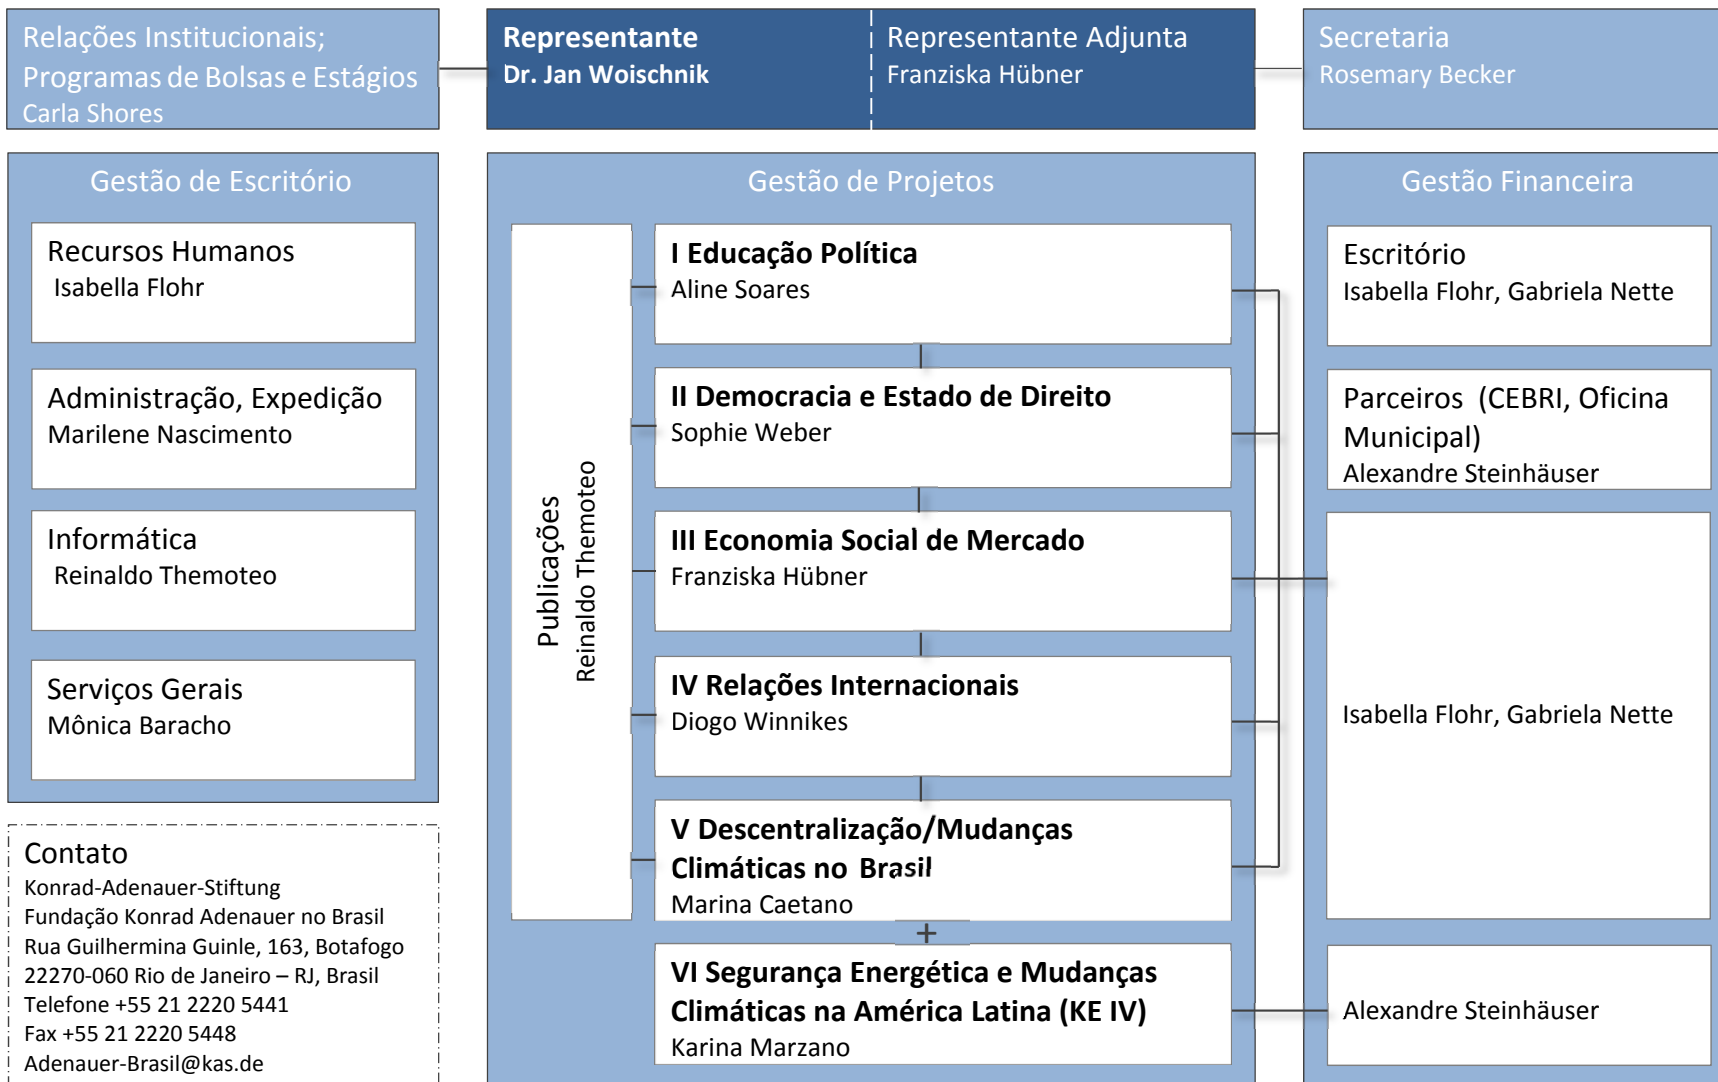 Relações Institucionais;
Programas de Bolsas e Estágios
Carla Shores
Representante
Dr. Jan Woischnik
Representante Adjunta
Franziska Hübner
Secretaria
Rosemary Becker
Gestão de Escritório
Recursos Humanos
Isabella Flohr
Administração, Expedição
Marilene Nascimento
Informática
Reinaldo Themoteo
Serviços Gerais
Mônica Baracho
Contato
Konrad-Adenauer-Stiftung
Fundação Konrad Adenauer no Brasil
Rua Guilhermina Guinle, 163, Botafogo
22270-060 Rio de Janeiro – RJ, Brasil
Telefone +55 21 2220 5441
Fax +55 21 2220 5448
Adenauer-Brasil@kas.de
Gestão de Projetos
Publicações
Reinaldo Themoteo
I Educação Política
Aline Soares
II Democracia e Estado de Direito
Sophie Weber
III Economia Social de Mercado
Franziska Hübner
IV Relações Internacionais
Diogo Winnikes
V Descentralização/Mudanças
Climáticas no Brasil
Marina Caetano
+
VI Segurança Energética e Mudanças
Climáticas na América Latina (KE IV)
Karina Marzano
Gestão Financeira
Escritório
Isabella Flohr, Gabriela Nette
Parceiros (CEBRI, Oficina
Municipal)
Alexandre Steinhäuser
Isabella Flohr, Gabriela Nette
Alexandre Steinhäuser